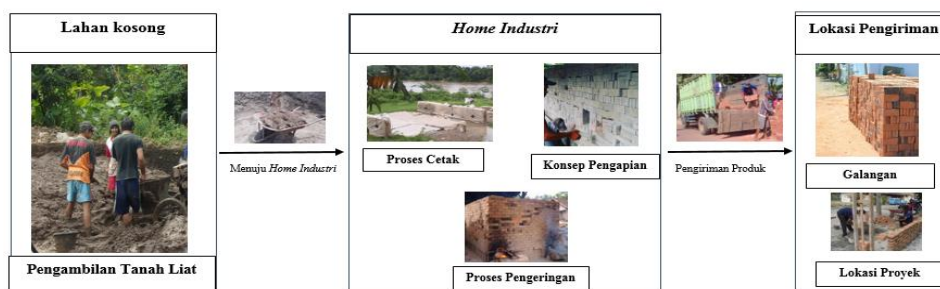 Lahan kosong
Pengambilan Tanah Liat
Menuju Home Industri
Home Industri
Proses Cetak
Konsep Pengapian
Proses Pengeringan
Pengiriman Produk
Lokasi Pengiriman
Galangan
Lokasi Proyek